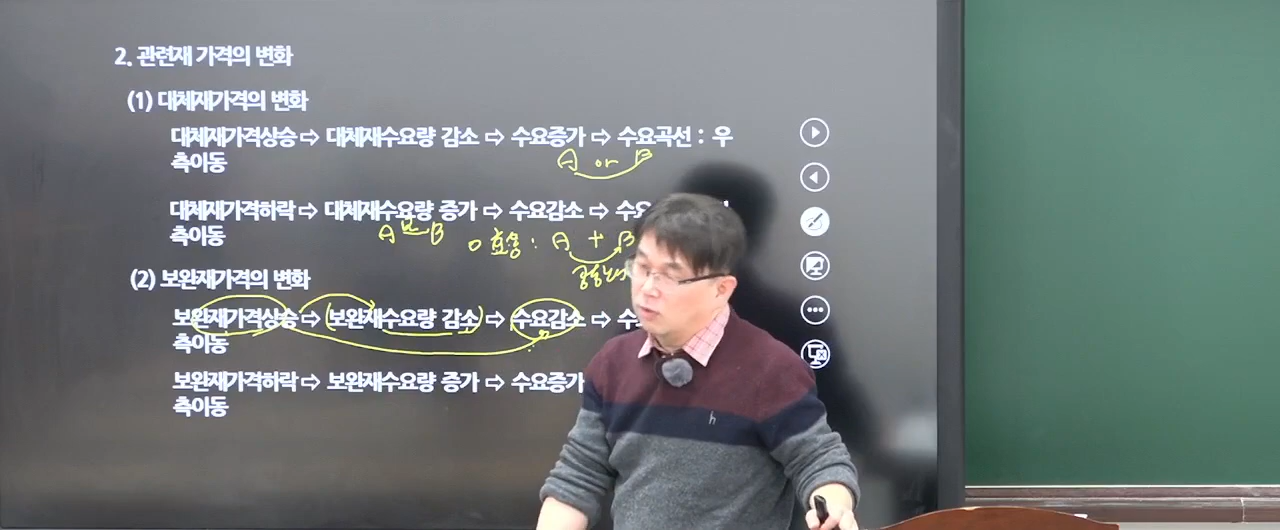 2. 관련재 가격의 변화
(1) 대체재가격의 변화
대체재가격상승 ⇨ 대체재수요량 감소 ⇨ 수요증가 ⇨ 수요곡선 : 우
측이동
A or B
대체재가격하락 ⇨ 대체재수요량 증가 ⇨ 수요감소 ⇨
측이동
A B
효용 : A + B
(2) 보완재가격의 변화
보완재가격상승 ⇨ 보완재수요량 감소 ⇨ 수요감소 ⇨
측이동
보완재가격하락 ⇨ 보완재수요량 증가 ⇨ 수요증가
측이동
h